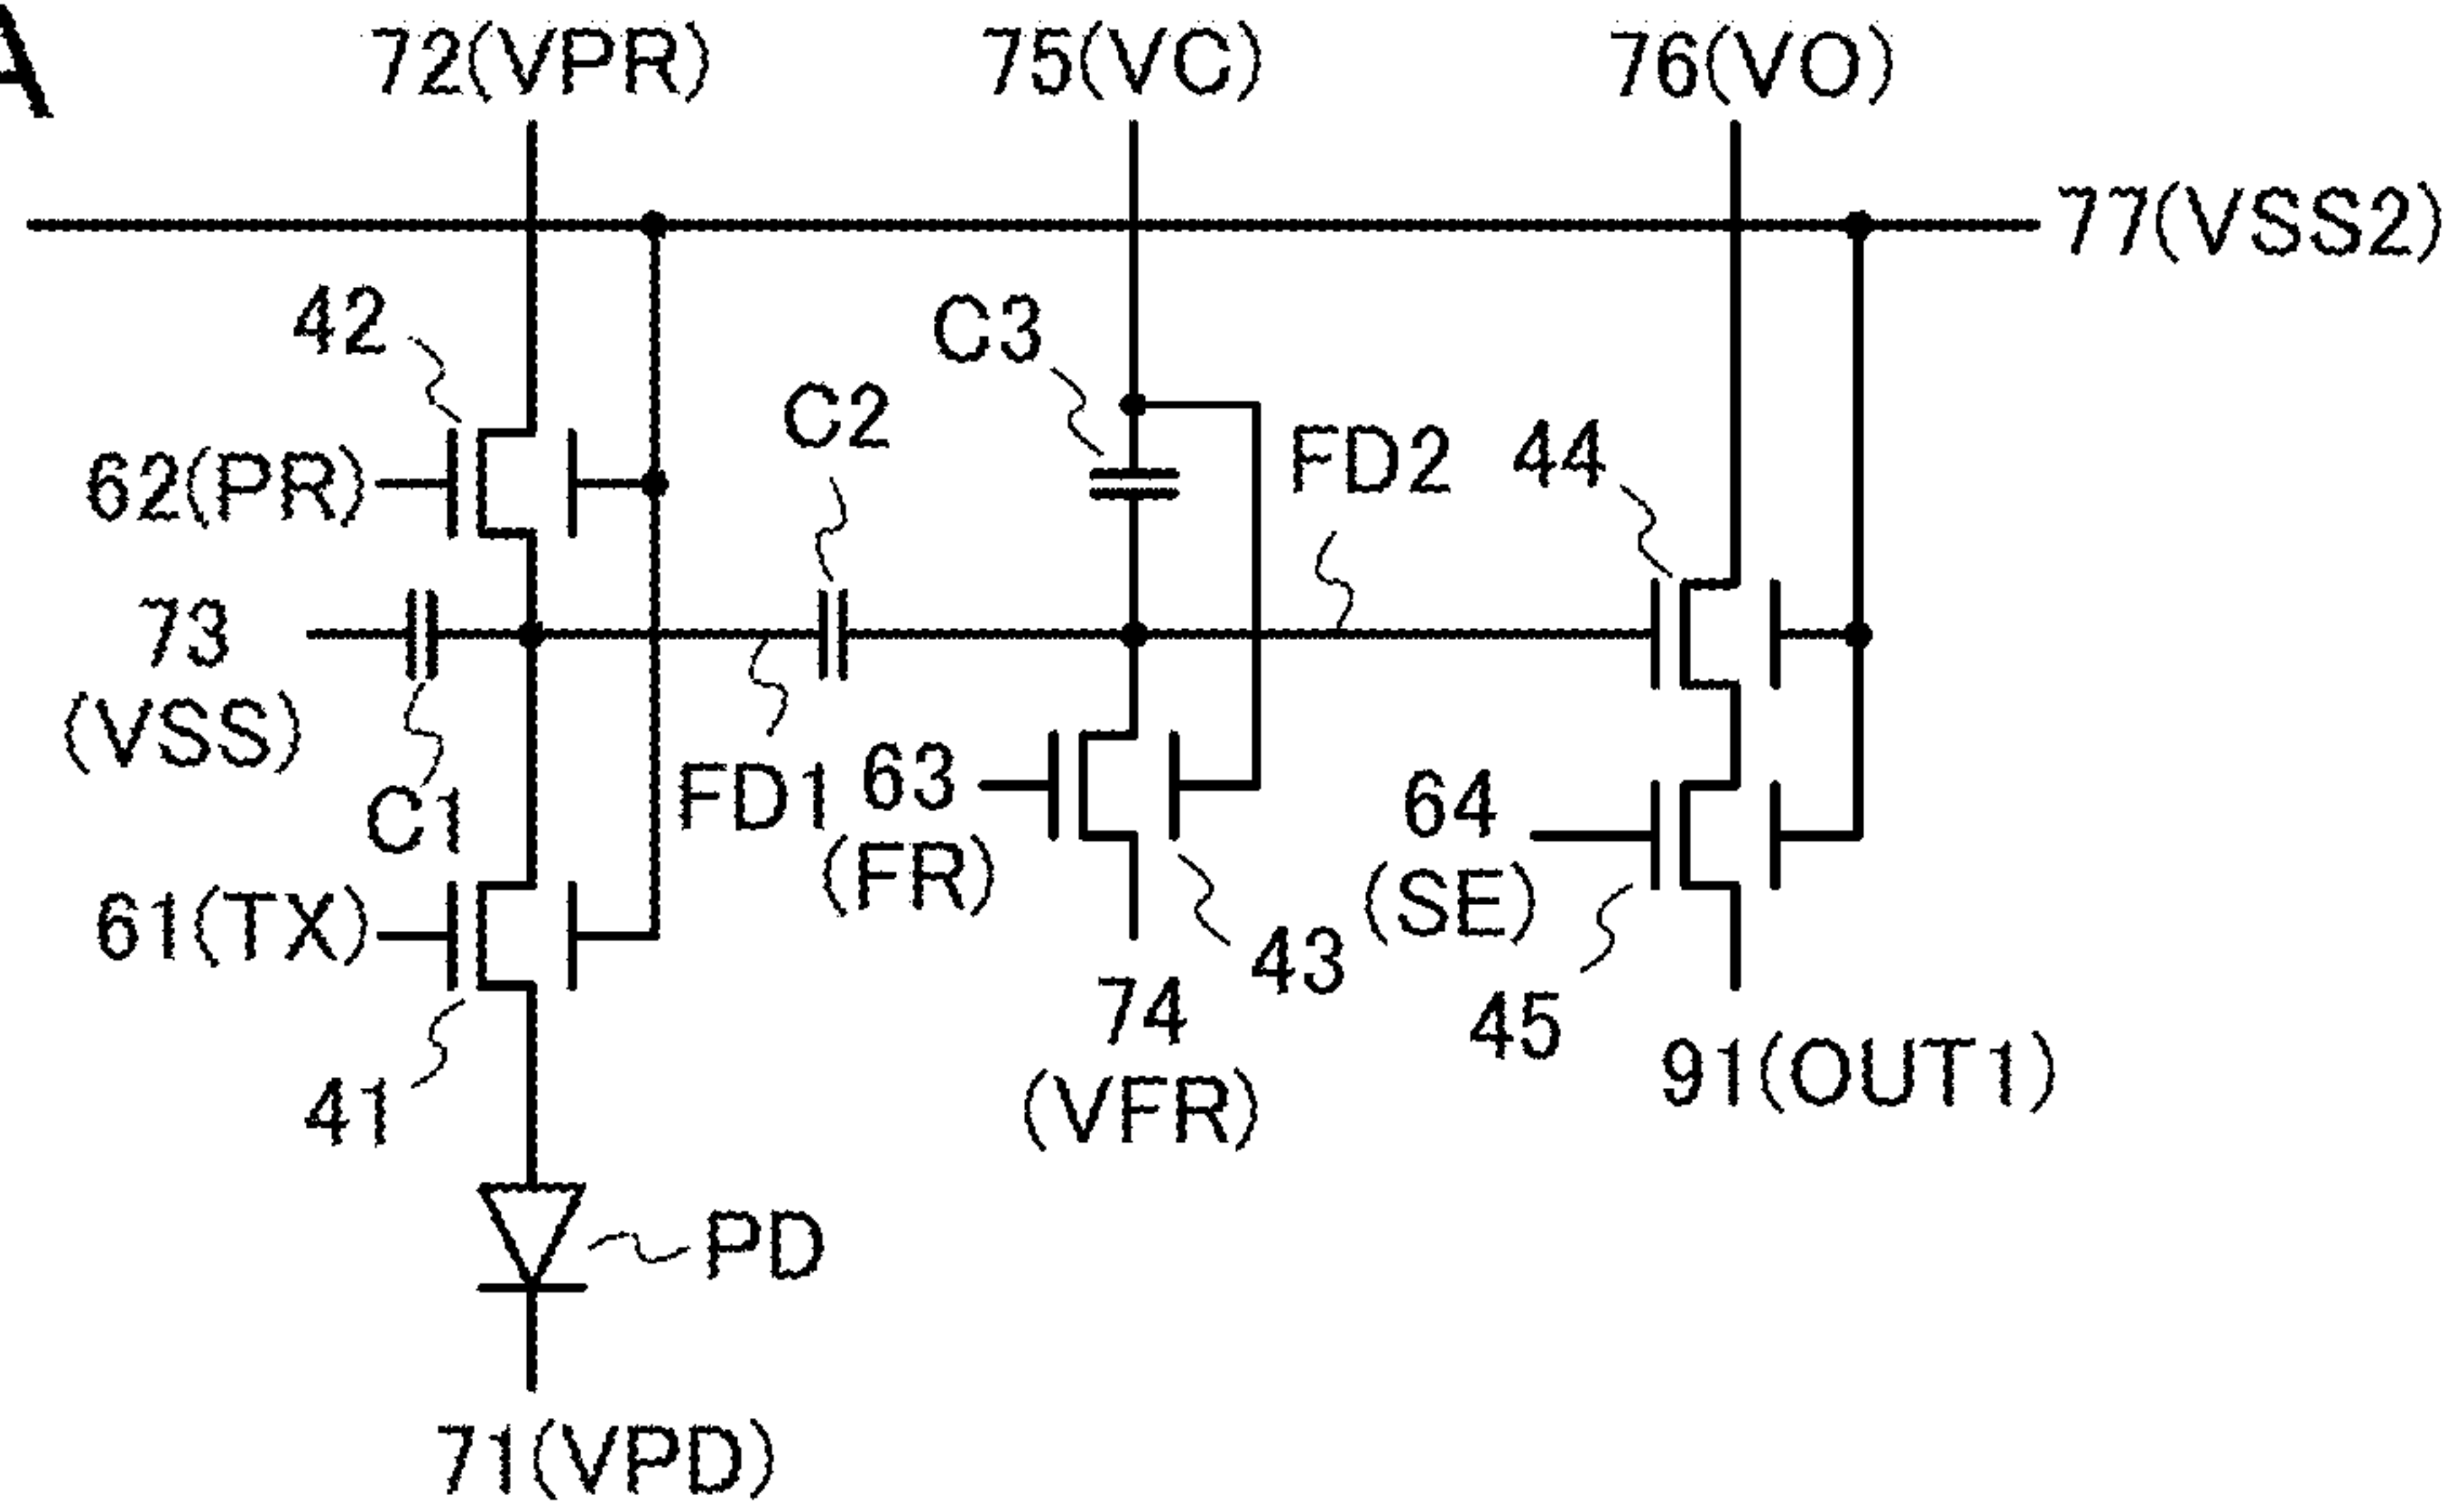 A
72(VPR)
75(VC)
76(VO)
77(VSS2)
42
C3
C2
FD2
44
62(PR)
73
(VSS)
C1
FD1
63
(FR)
64
(SE)
61(TX)
43
74
(VFR)
45
91(OUT1)
41
PD
71(VPD)